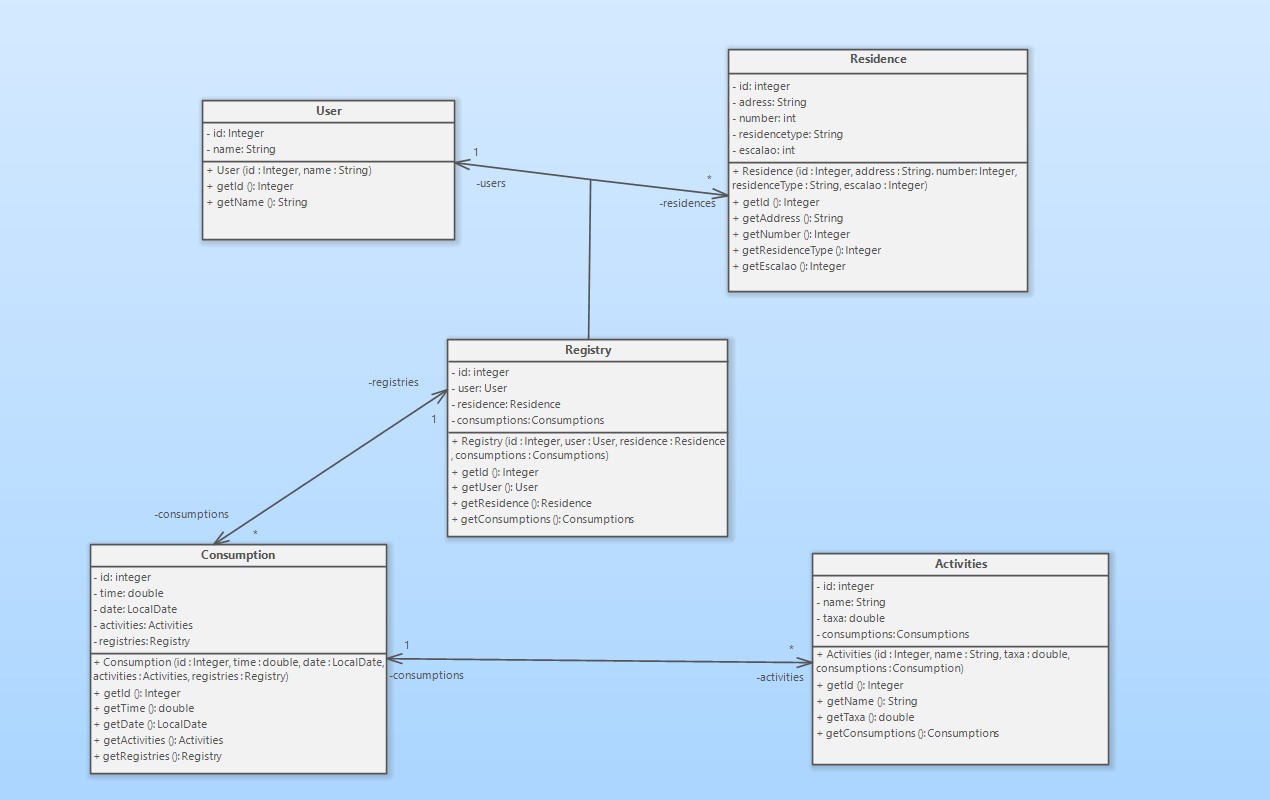 Residence
- id: integer
- adress: String
- number: int
- residencetype: String
- escalao: int
+ Residence (id : Integer, address : String. number: Integer,
residenceType : String, escalao : Integer)
+ getId (): Integer
+ getAddress (): String
+ getNumber (): Integer
+ getResidenceType (): Integer
+ getEscalao (): Integer
User
- id: Integer
- name: String
+ User (id : Integer, name : String)
+ getId (): Integer
+ getName (): String
1
-users
*
-residences
Registry
- id: integer
- user: User
- residence: Residence
- consumptions: Consumptions
+ Registry (id : Integer, user : User, residence : Residence
, consumptions : Consumptions)
+ getId (): Integer
+ getUser (): User
+ getResidence (): Residence
+ getConsumptions (): Consumptions
-registries
1
-consumptions
*
Consumption
- id: integer
- time: double
- date: LocalDate
- activities: Activities
- registries: Registry
+ Consumption (id : Integer, time : double, date : LocalDate,
activities : Activities, registries : Registry)
+ getId (): Integer
+ getTime (): double
+ getDate (): LocalDate
+ getActivities (): Activities
+ getRegistries (): Registry
1
-consumptions
*
-activities
Activities
- id: integer
- name: String
- taxa: double
- consumptions: Consumptions
+ Activities (id : Integer, name : String, taxa : double,
consumptions : Consumption)
+ getId (): Integer
+ getName (): String
+ getTaxa (): double
+ getConsumptions (): Consumptions